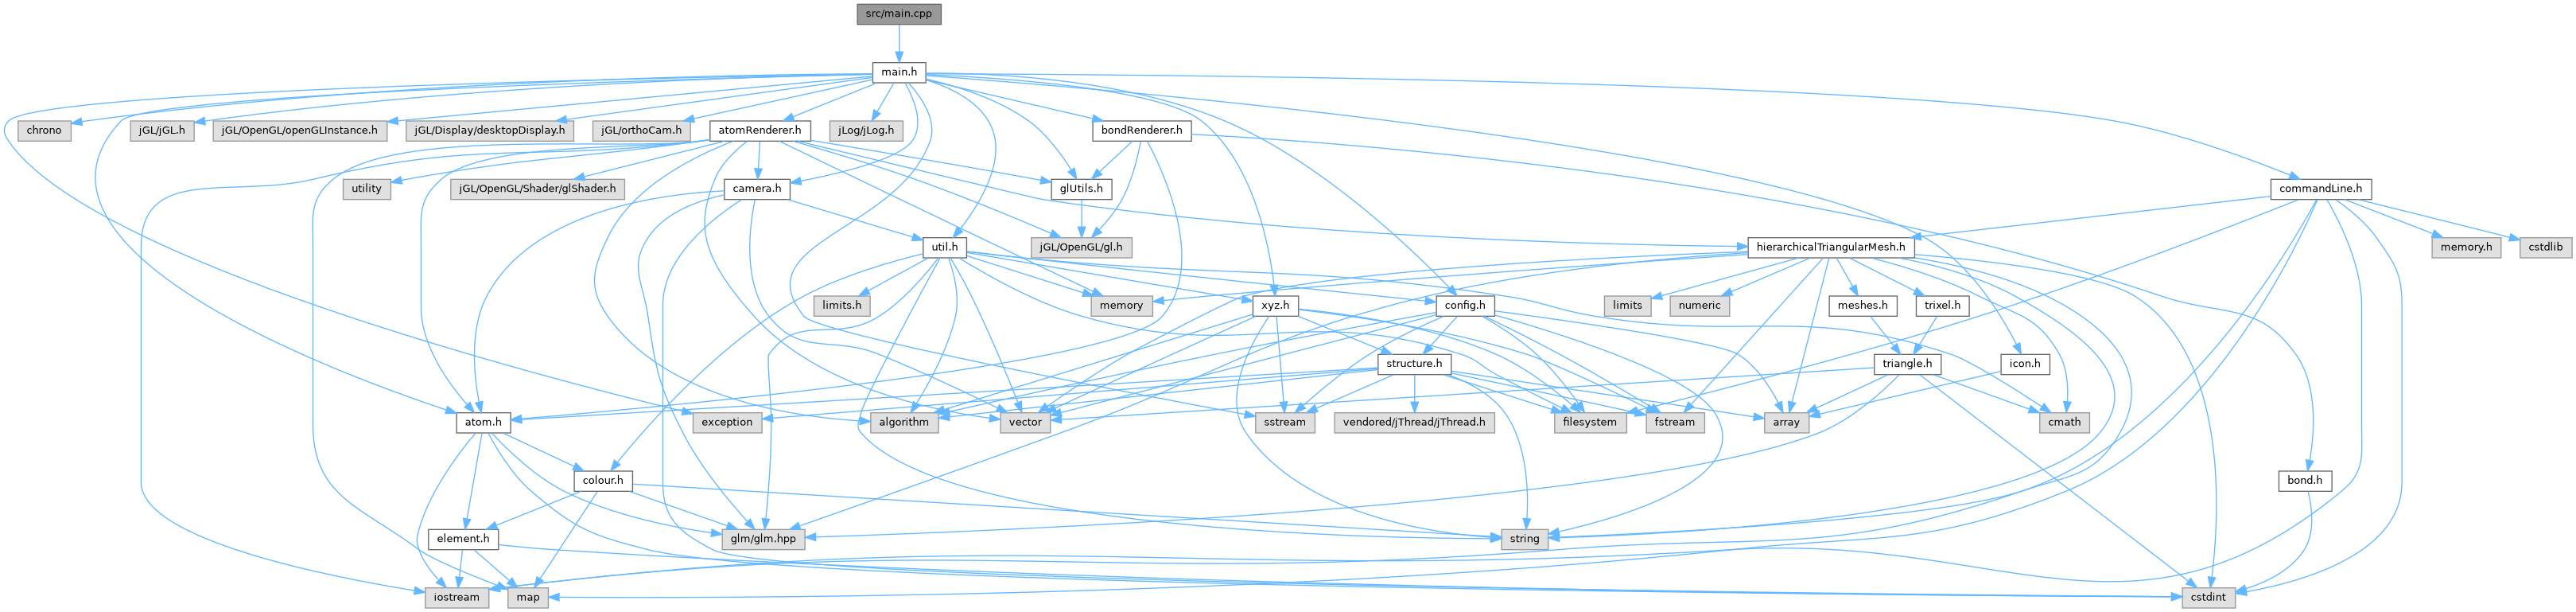 src/main.cpp
main.h
chrono
jGL/jGL.h
jGL/OpenGL/openGLInstance.h
jGL/Display/desktopDisplay.h
jGL/orthoCam.h
atomRenderer.h
jLog/jLog.h
bondRenderer.h
utility
jGL/OpenGL/Shader/glShader.h
camera.h
glUtils.h
commandLine.h
util.h
jGL/OpenGL/gl.h
hierarchicalTriangularMesh.h
memory.h
cstdlib
limits.h
memory
xyz.h
config.h
limits
numeric
meshes.h
trixel.h
structure.h
triangle.h
icon.h
atom.h
exception
algorithm
vector
sstream
vendored/jThread/jThread.h
filesystem
fstream
array
cmath
colour.h
bond.h
element.h
glm/glm.hpp
string
iostream
map
cstdint